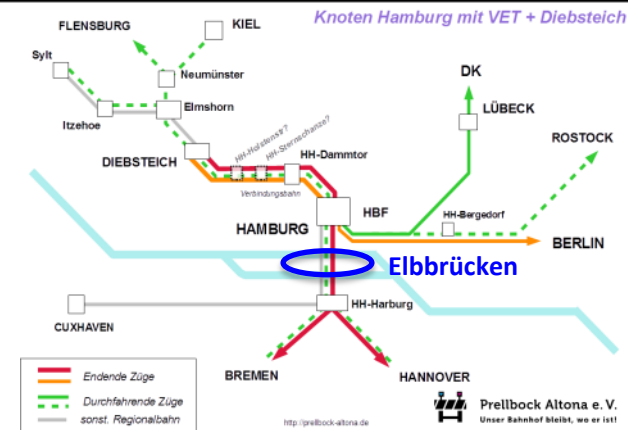 Knoten Hamburg mit VET + Diebsteich
FLENSBURG
KIEL
Sylt
Neumünster
DK
Itzehoe
Elmshorn
LÜBECK
ROSTOCK
DIEBSTEICH
HH-Holstenstr?
HH-Sternschanze?
HH-Dammtor
Verbindungsbahn
HAMBURG
HBF
HH-Bergedorf
BERLIN
Elbbrücken
HH-Harburg
CUXHAVEN
BREMEN
HANNOVER
Endende Züge
Durchfahrende Züge
sonst. Regionalbahn
http://prellbock-altona.de
Prellbock Altona e. V.
Unser Bahnhof bleibt, wo er ist!